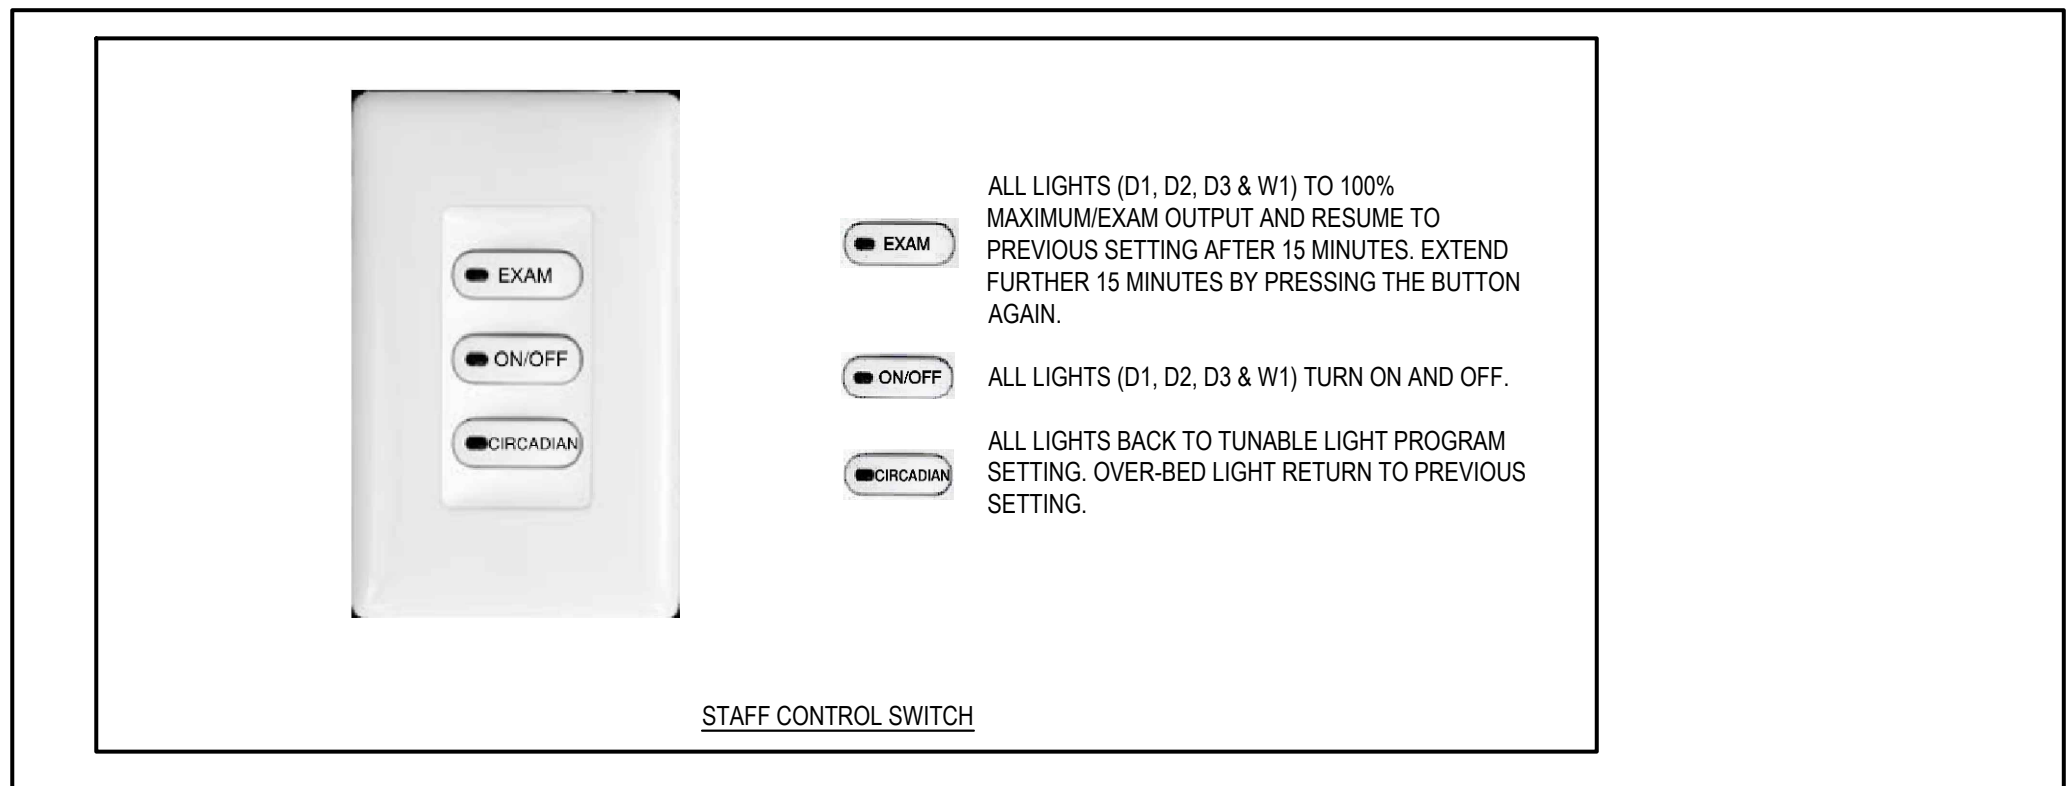 EXAM
ON/OFF
CIRCADIAN
EXAM
ALL LIGHTS (D1, D2, D3 & W1) TO 100%
MAXIMUM/EXAM OUTPUT AND RESUME TO
PREVIOUS SETTING AFTER 15 MINUTES. EXTEND
FURTHER 15 MINUTES BY PRESSING THE BUTTON
AGAIN.
ON/OFF
ALL LIGHTS (D1, D2, D3 & W1) TURN ON AND OFF.
CIRCADIAN
ALL LIGHTS BACK TO TUNABLE LIGHT PROGRAM
SETTING. OVER-BED LIGHT RETURN TO PREVIOUS
SETTING.
STAFF CONTROL SWITCH